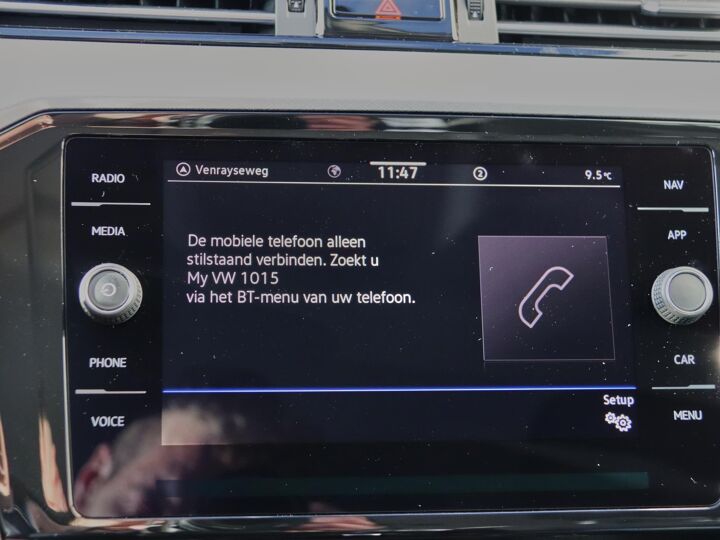 Venrayseweg 11:47 2 9.5°C
RADIO
MEDIA
PHONE
VOICE
De mobiele telefoon alleen
stilstaand verbinden. Zoekt u
My VW 1015
via het BT-menu van uw telefoon.
Setup
NAV
APP
CAR
MENU